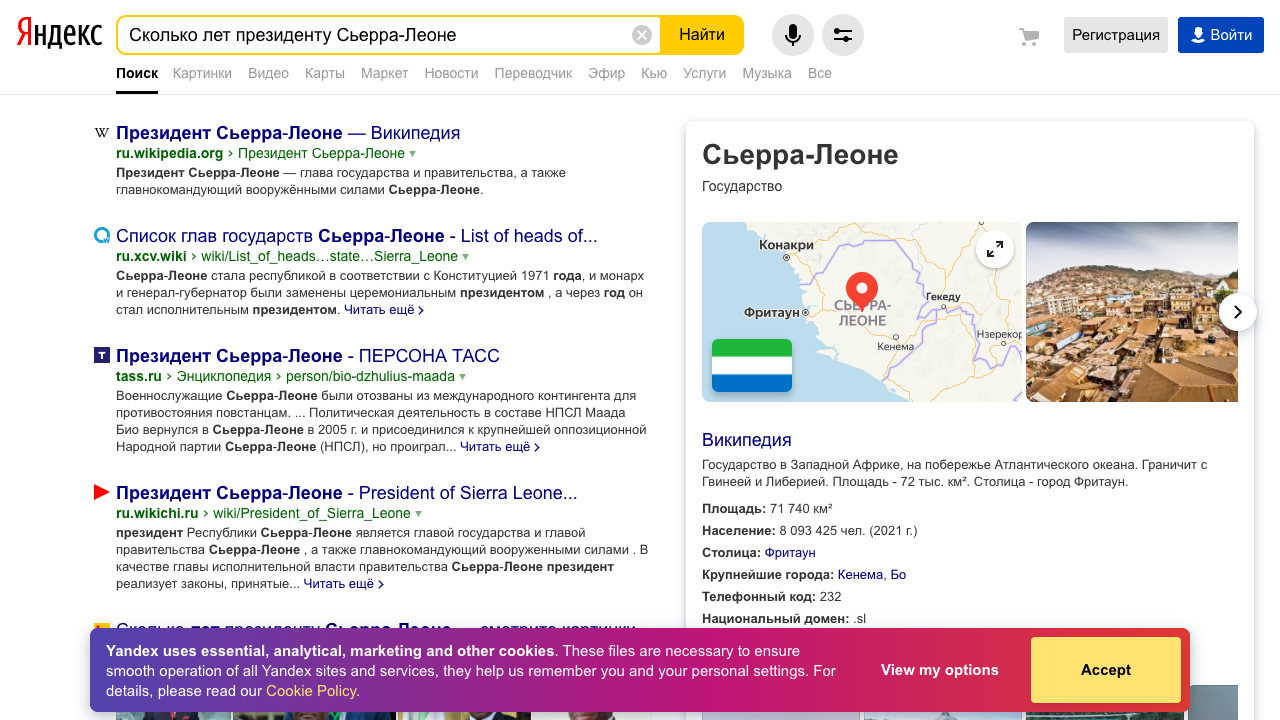 Яндекс
Сколько лет президенту Сьерра-Леоне
Найти
Регистрация
Войти
Поиск Картинки Видео Карты Маркет Новости Переводчик Эфир Кью Услуги Музыка Все
Президент Сьерра-Леоне — Википедия
ru.wikipedia.org › Президент Сьерра-Леоне
Президент Сьерра-Леоне — глава государства и правительства, а также
главнокомандующий вооружёнными силами Сьерра-Леоне.
Список глав государств Сьерра-Леоне - List of heads of...
ru.xcv.wiki › wiki/List_of_heads…state…Sierra_Leone
Сьерра-Леоне стала республикой в соответствии с Конституцией 1971 года, и монарх
и генерал-губернатор были заменены церемониальным президентом , а через год он
стал исполнительным президентом. Читать ещё ›
Президент Сьерра-Леоне - ПЕРСОНА ТАСС
tass.ru › Энциклопедия › person/bio-dzhulius-maada
Военнослужащие Сьерра-Леоне были отозваны из международного контингента для
противостояния повстанцам. ... Политическая деятельность в составе НПСЛ Маада
Био вернулся в Сьерра-Леоне в 2005 г. и присоединился к крупнейшей оппозиционной
Народной партии Сьерра-Леоне (НПСЛ), но проиграл... Читать ещё ›
Президент Сьерра-Леоне - President of Sierra Leone...
ru.wikichi.ru › wiki/President_of_Sierra_Leone
президент Республики Сьерра-Леоне является главой государства и главой
правительства Сьерра-Леоне , а также главнокомандующий вооруженными силами . В
качестве главы исполнительной власти правительства Сьерра-Леоне президент
реализует законы, принятые... Читать ещё ›
Сколько лет президенту Сьерра-Леоне — смотрите картинки
Сьерра-Леоне
Государство
Конакри
Фритаун
СЬЕРРА-
ЛЕОНЕ
Гекеду
Кенема
Нзерекор
Википедия
Государство в Западной Африке, на побережье Атлантического океана. Граничит с
Гвинеей и Либерией. Площадь - 72 тыс. км². Столица - город Фритаун.
Площадь: 71 740 км²
Население: 8 093 425 чел. (2021 г.)
Столица: Фритаун
Крупнейшие города: Кенема, Бо
Телефонный код: 232
Национальный домен: .sl
Yandex uses essential, analytical, marketing and other cookies. These files are necessary to ensure
smooth operation of all Yandex sites and services, they help us remember you and your personal settings. For
details, please read our Cookie Policy.
View my options
Accept